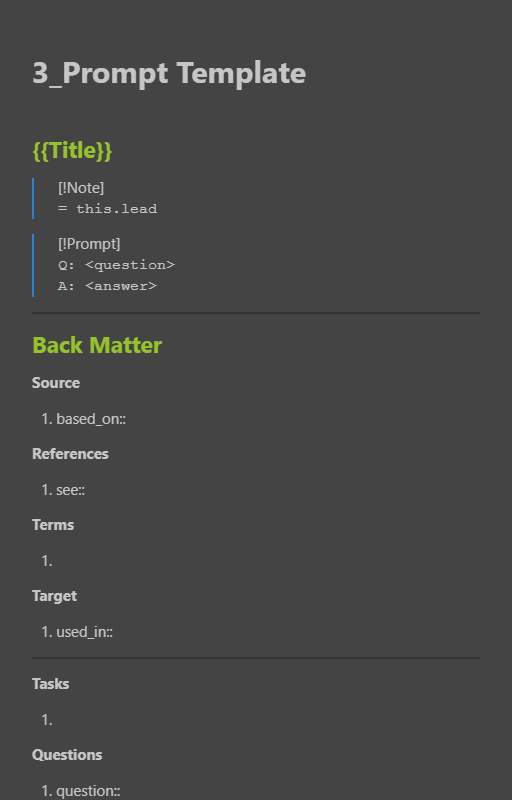 3_Prompt Template
{{Title}}
[!Note]
= this.lead
[!Prompt]
Q: <question>
A: <answer>
Back Matter
Source
1. based_on::
References
1. see::
Terms
1.
Target
1. used_in::
Tasks
1.
Questions
1. question::